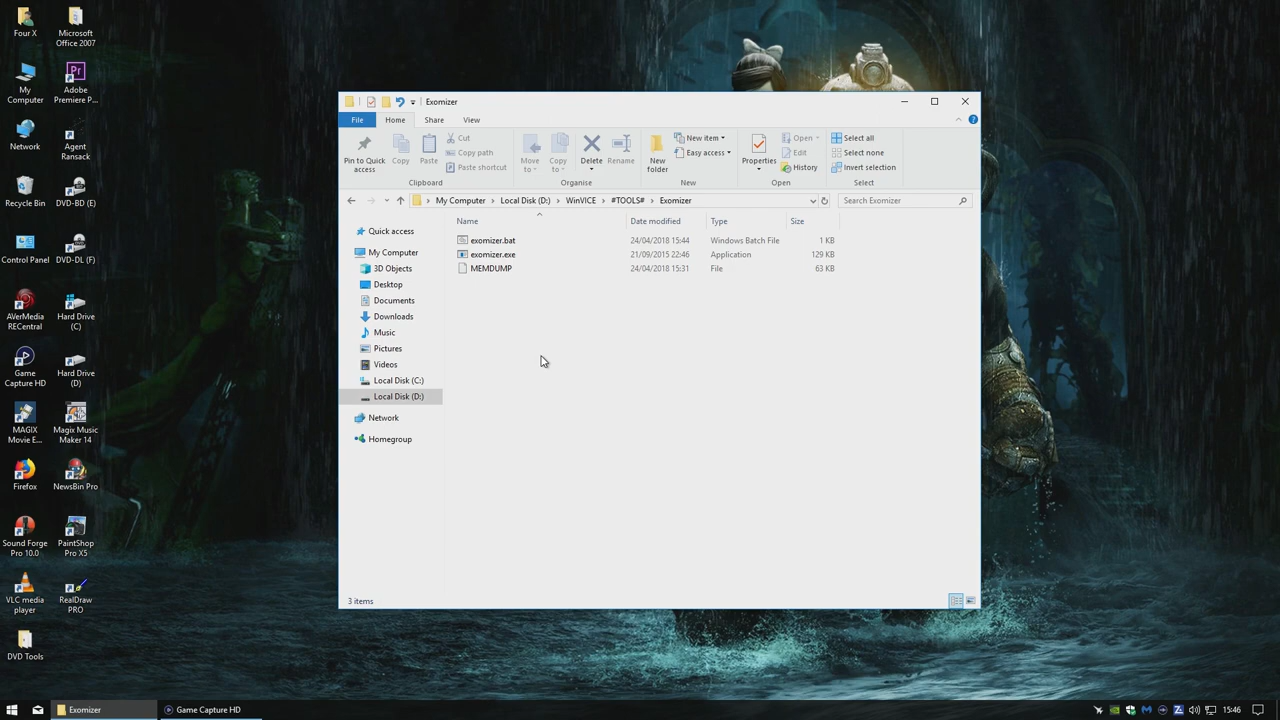 Four X
Microsoft
Office 2007
My
Computer
Adobe
Premiere P...
Network
Agent
Ransack
Recycle Bin
DVD-BD (E)
Control Panel
DVD-DL (F)
AVerMedia
RECentral
Hard Drive
(C)
Game
Capture HD
Hard Drive
(D)
MAGIX
Movie E...
Magix Music
Maker 14
Firefox
NewsBin Pro
Sound Forge
Pro 10.0
PaintShop
Pro X5
VLC media
player
RealDraw
PRO
DVD Tools
Exomizer
File Home Share View
Pin to Quick
access
Copy
Paste
Cut
Copy path
Paste shortcut
Clipboard
Move
to
Copy
to
Delete
Rename
Organise
New
folder
New item
Easy access
New
Properties
Open
Edit
History
Open
Select all
Select none
Invert selection
Select
My Computer Local Disk (D:) WinVICE #TOOLS# Exomizer
Search Exomizer
Name Date modified Type Size
exomizer.bat 24/04/2018 15:44 Windows Batch File 1 KB
exomizer.exe 21/09/2015 22:46 Application 129 KB
MEMDUMP 24/04/2018 15:31 File 63 KB
Quick access
My Computer
3D Objects
Desktop
Documents
Downloads
Music
Pictures
Videos
Local Disk (C:)
Local Disk (D:)
Network
Homegroup
3 items
Exomizer
Game Capture HD
15:46